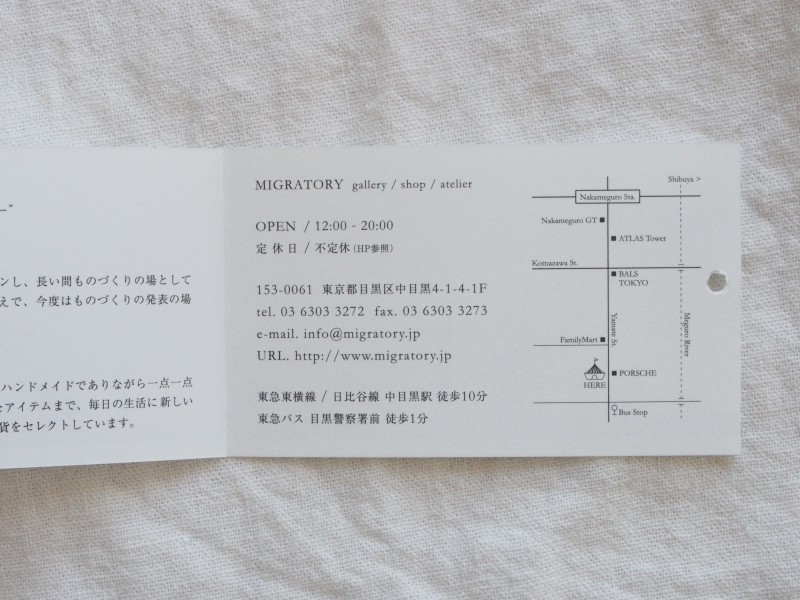 ンし、長い間ものづくりの場として
えで、今度はものづくりの発表の場
ハンドメイドでありながら一点一点
なアイテムまで、毎日の生活に新しい
貨をセレクトしています。
MIGRATORY gallery / shop / atelier
OPEN / 12:00 - 20:00
定休日 / 不定休(HP参照)
153-0061 東京都目黒区中目黒4-1-4-1F
tel. 03 6303 3272 fax. 03 6303 3273
e-mail. info@migratory.jp
URL. http://www.migratory.jp
東急東横線 / 日比谷線 中目黒駅 徒歩10分
東急バス 目黒警察署前 徒歩1分
Shibuya >
Nakameguro Sta.
Nakameguro GT
ATLAS Tower
Komazawa St.
BALS
TOKYO
Yamate St.
Meguro River
FamilyMart
PORSCHE
HERE
Bus Stop